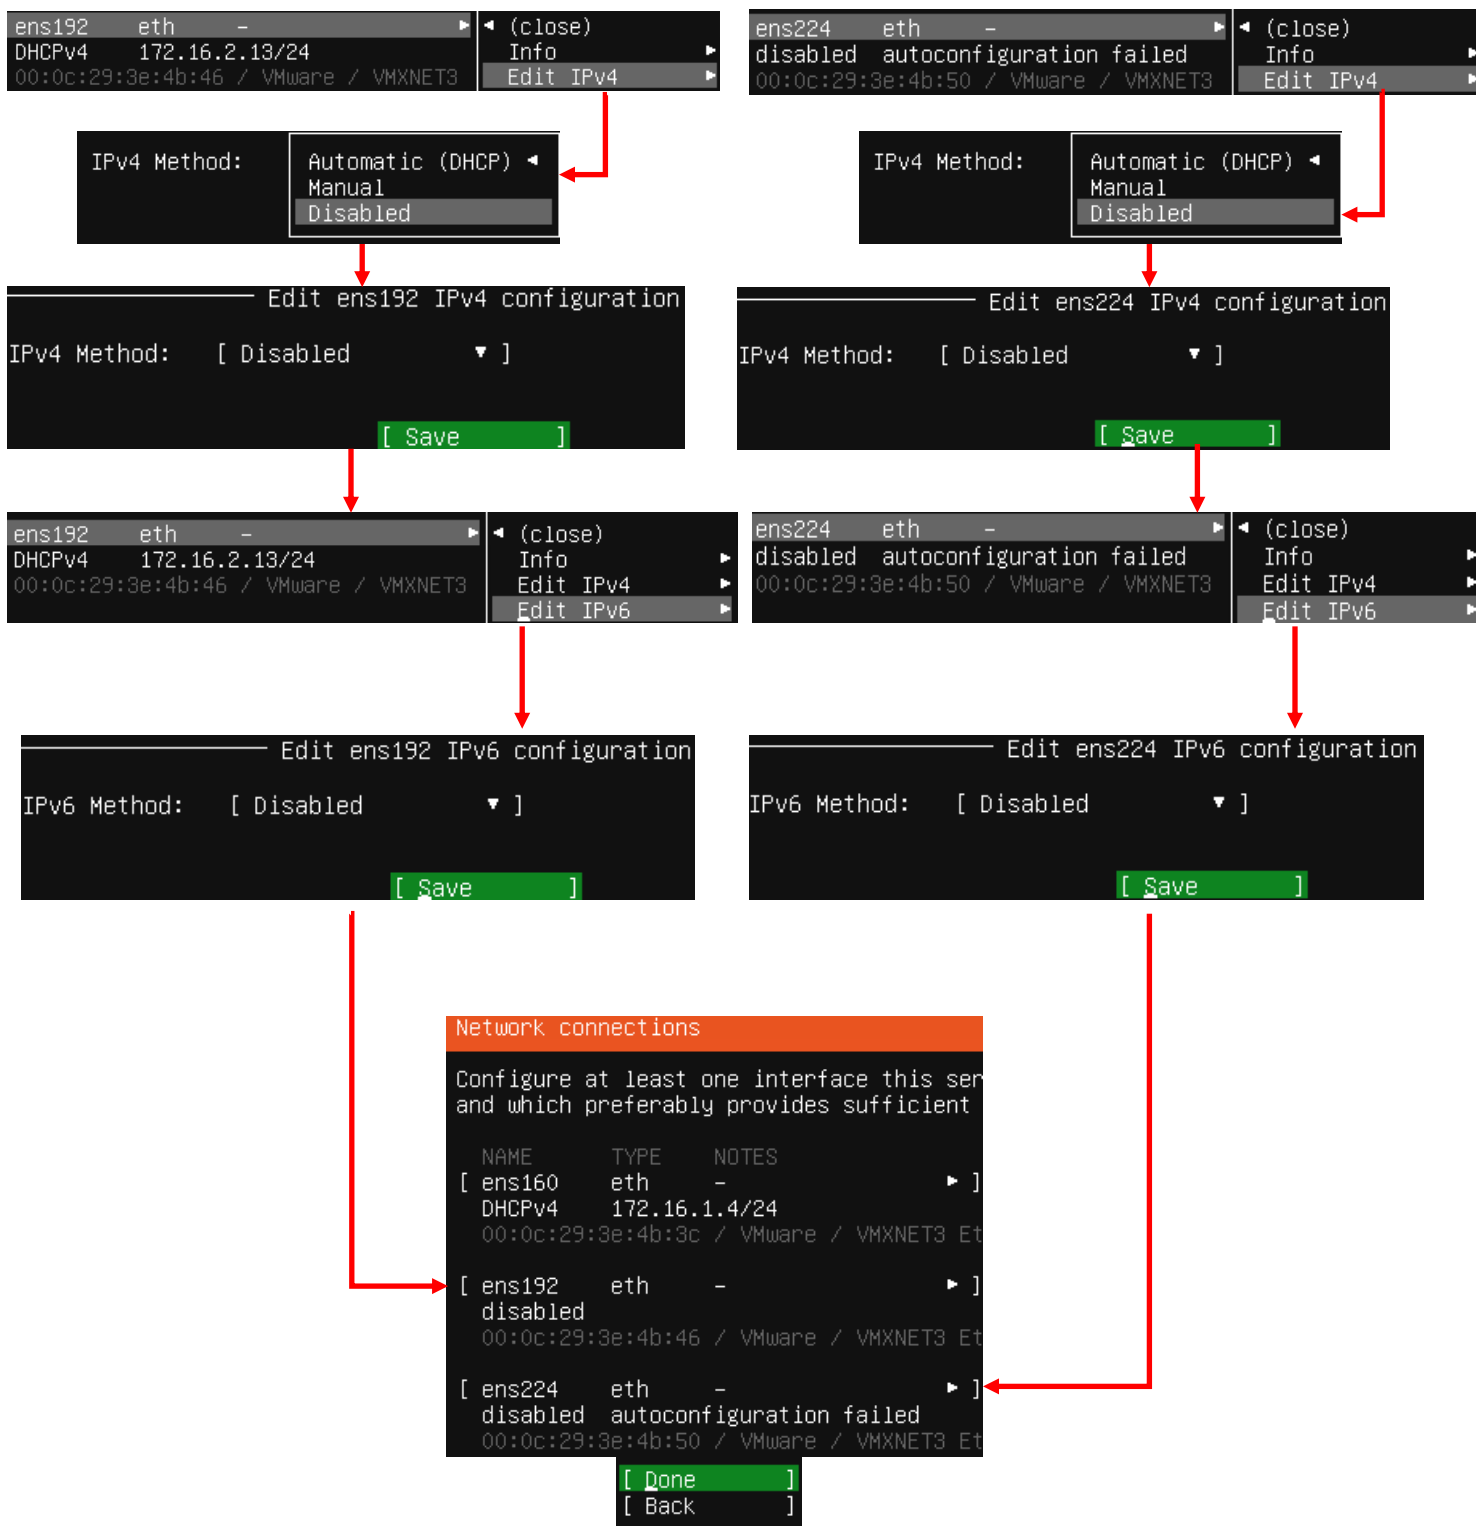 ens192 eth – ▸
DHCPv4 172.16.2.13/24
00:0c:29:3e:4b:46 / VMware / VMXNET3
◂ (close)
Info ▸
Edit IPv4 ▸
ens224 eth – ▸
disabled autoconfiguration failed
00:0c:29:3e:4b:50 / VMware / VMXNET3
◂ (close)
Info ▸
Edit IPv4 ▸
IPv4 Method:
Automatic (DHCP) ◂
Manual
Disabled
IPv4 Method:
Automatic (DHCP) ◂
Manual
Disabled
Edit ens192 IPv4 configuration
IPv4 Method: [ Disabled ▾ ]
[ Save ]
Edit ens224 IPv4 configuration
IPv4 Method: [ Disabled ▾ ]
[ Save ]
ens192 eth – ▸
DHCPv4 172.16.2.13/24
00:0c:29:3e:4b:46 / VMware / VMXNET3
◂ (close)
Info ▸
Edit IPv4 ▸
Edit IPv6 ▸
ens224 eth – ▸
disabled autoconfiguration failed
00:0c:29:3e:4b:50 / VMware / VMXNET3
◂ (close)
Info ▸
Edit IPv4 ▸
Edit IPv6 ▸
Edit ens192 IPv6 configuration
IPv6 Method: [ Disabled ▾ ]
[ Save ]
Edit ens224 IPv6 configuration
IPv6 Method: [ Disabled ▾ ]
[ Save ]
Network connections
Configure at least one interface this ser
and which preferably provides sufficient
NAME TYPE NOTES
[ ens160 eth – ▸ ]
DHCPv4 172.16.1.4/24
00:0c:29:3e:4b:3c / VMware / VMXNET3 Et
[ ens192 eth – ▸ ]
disabled
00:0c:29:3e:4b:46 / VMware / VMXNET3 Et
[ ens224 eth – ▸ ]
disabled autoconfiguration failed
00:0c:29:3e:4b:50 / VMware / VMXNET3 Et
[ Done ]
[ Back ]